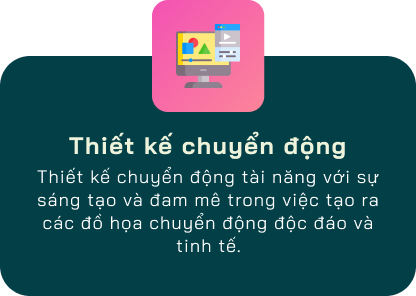 Thiết kế chuyển động
Thiết kế chuyển động tài năng với sự
sáng tạo và đam mê trong việc tạo ra
các đồ họa chuyển động độc đáo và
tinh tế.